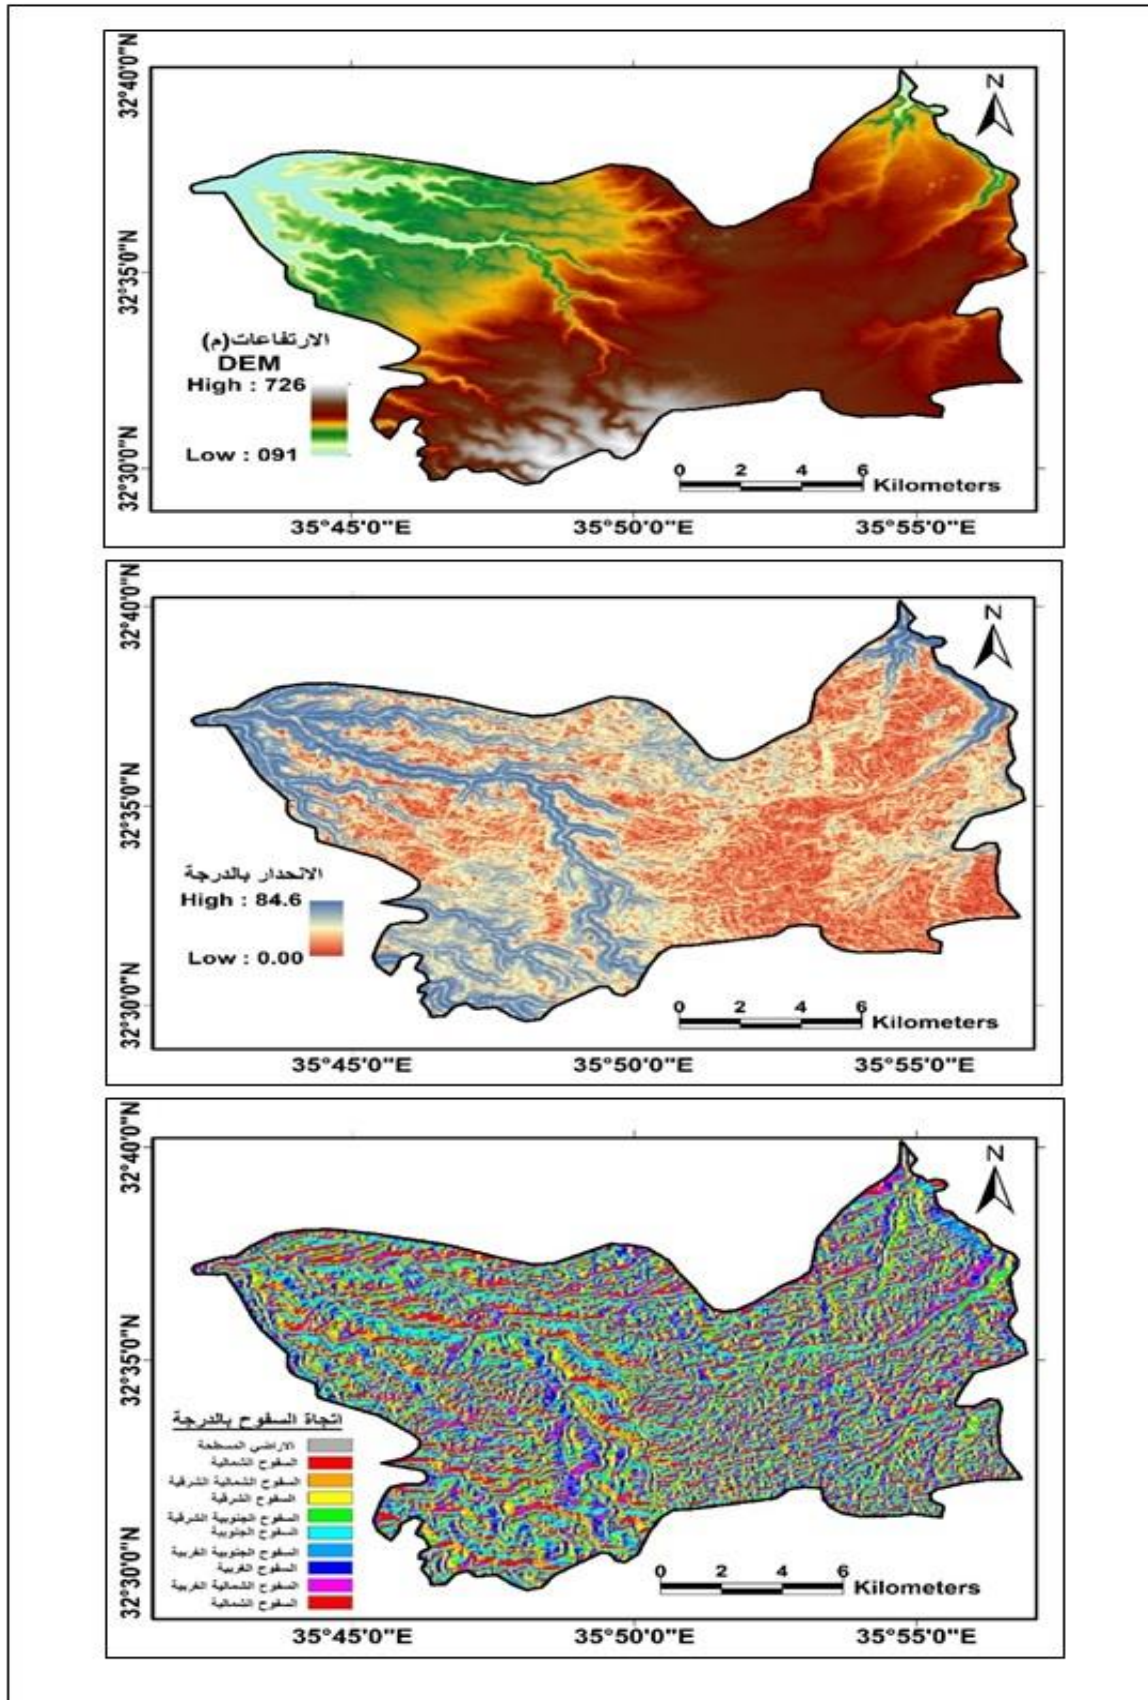 N
32°40'0"N
32°35'0"N
32°30'0"N
الارتفاعات(م)
DEM
High : 726
Low : 091
0 2 4 6
Kilometers
35°45'0"E 35°50'0"E 35°55'0"E
N
32°40'0"N
32°35'0"N
32°30'0"N
الانحدار بالدرجة
High : 84.6
Low : 0.00
0 2 4 6
Kilometers
35°45'0"E 35°50'0"E 35°55'0"E
N
32°40'0"N
32°35'0"N
32°30'0"N
اتجاة السفوح بالدرجة
الاراضي المسطحة
السفوح الشمالية
السفوح الشمالية الشرقية
السفوح الشرقية
السفوح الجنوبية الشرقية
السفوح الجنوبية
السفوح الجنوبية الغربية
السفوح الغربية
السفوح الشمالية الغربية
السفوح الشمالية
0 2 4 6
Kilometers
35°45'0"E 35°50'0"E 35°55'0"E